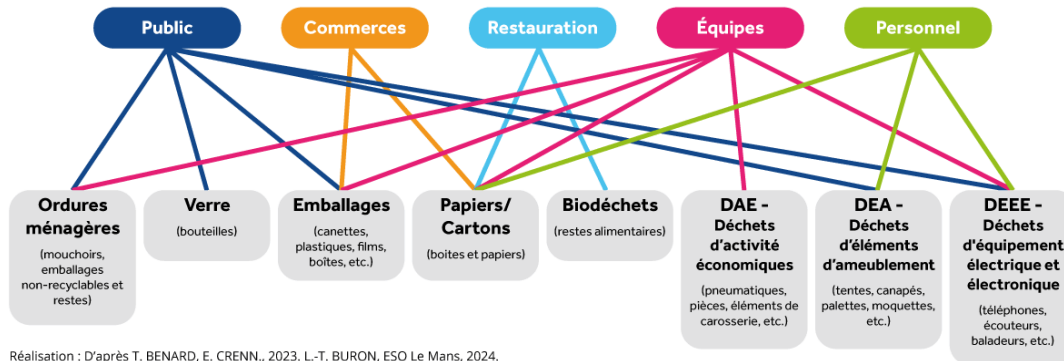 Public
Commerces
Restauration
Équipes
Personnel
Ordures
ménagères
(mouchoirs,
emballages
non-recyclables et
restes)
Verre
(bouteilles)
Emballages
(canettes,
plastiques, films,
boîtes, etc.)
Papiers/
Cartons
(boites et papiers)
Biodéchets
(restes alimentaires)
DAE -
Déchets
d'activité
économiques
(pneumatiques,
pièces, éléments de
carosserie, etc.)
DEA -
Déchets
d'éléments
d'ameublement
(tentes, canapés,
palettes, moquettes,
etc.)
DEEE -
Déchets
d'équipement
électrique et
électronique
(téléphones,
écouteurs,
baladeurs, etc.)
Réalisation : D'après T. BENARD, E. CRENN., 2023, L.-T. BURON, ESO Le Mans, 2024,